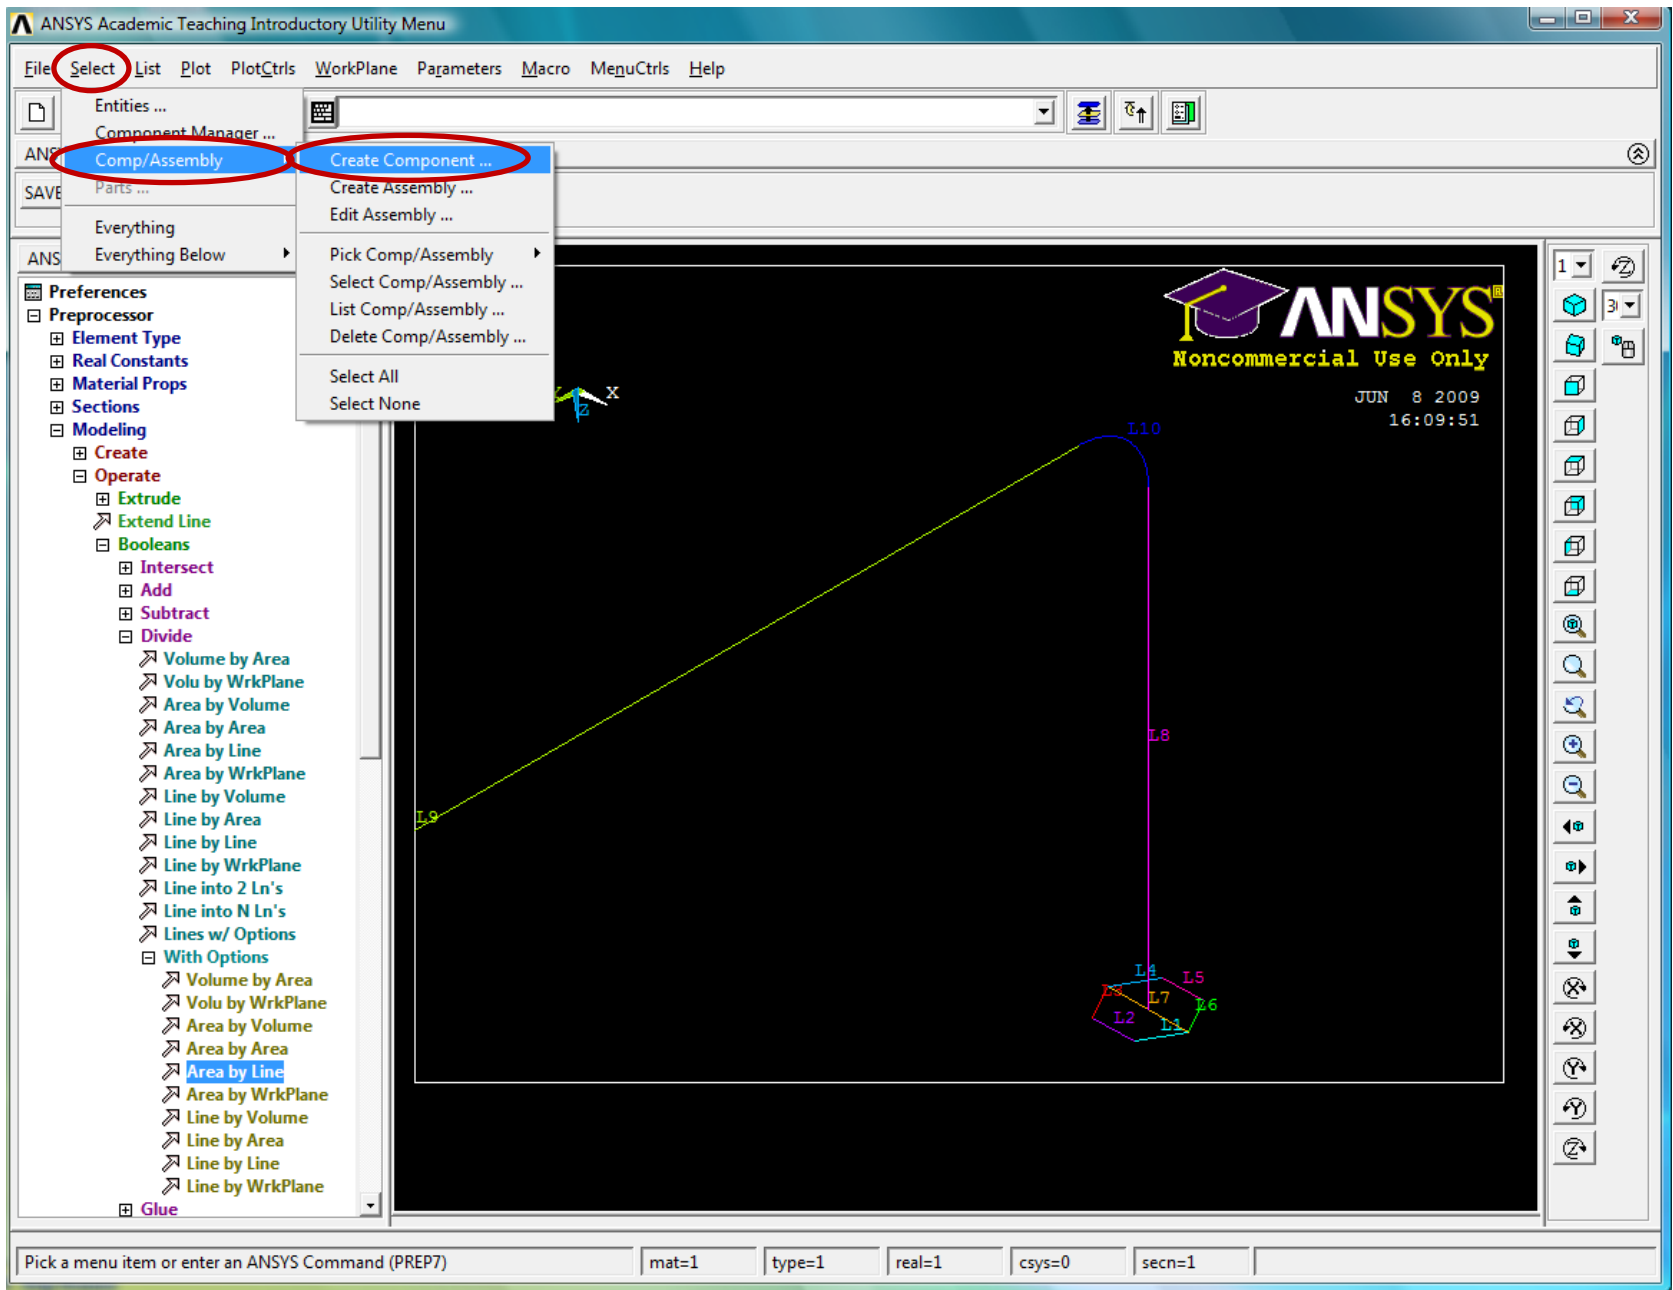 ANSYS Academic Teaching Introductory Utility Menu
File Select List Plot PlotCtrls WorkPlane Parameters Macro MenuCtrls Help
Entities ...
Component Manager ...
Comp/Assembly
Parts ...
Everything
Everything Below
Create Component ...
Create Assembly ...
Edit Assembly ...
Pick Comp/Assembly
Select Comp/Assembly ...
List Comp/Assembly ...
Delete Comp/Assembly ...
Select All
Select None
ANS
SAVE
ANS
Preferences
Preprocessor
Element Type
Real Constants
Material Props
Sections
Modeling
Create
Operate
Extrude
Extend Line
Booleans
Intersect
Add
Subtract
Divide
Volume by Area
Volu by WrkPlane
Area by Volume
Area by Area
Area by Line
Area by WrkPlane
Line by Volume
Line by Area
Line by Line
Line by WrkPlane
Line into 2 Ln's
Line into N Ln's
Lines w/ Options
With Options
Volume by Area
Volu by WrkPlane
Area by Volume
Area by Area
Area by Line
Area by WrkPlane
Line by Volume
Line by Area
Line by Line
Line by WrkPlane
Glue
ANSYS®
Noncommercial Use Only
JUN 8 2009
16:09:51
X
Z
L10
L8
L9
L4
L5
L3
L7
L6
L2
L1
1
Pick a menu item or enter an ANSYS Command (PREP7)
mat=1
type=1
real=1
csys=0
secn=1